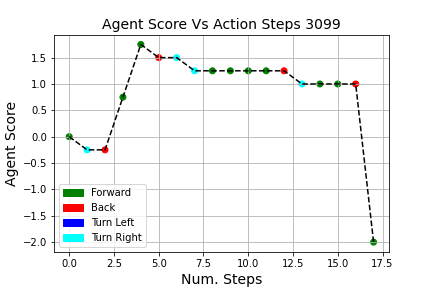 Agent Score Vs Action Steps 3099
Agent Score
1.5
1.0
0.5
0.0
−0.5
−1.0
−1.5
−2.0
Forward
Back
Turn Left
Turn Right
0.0 2.5 5.0 7.5 10.0 12.5 15.0 17.5
Num. Steps